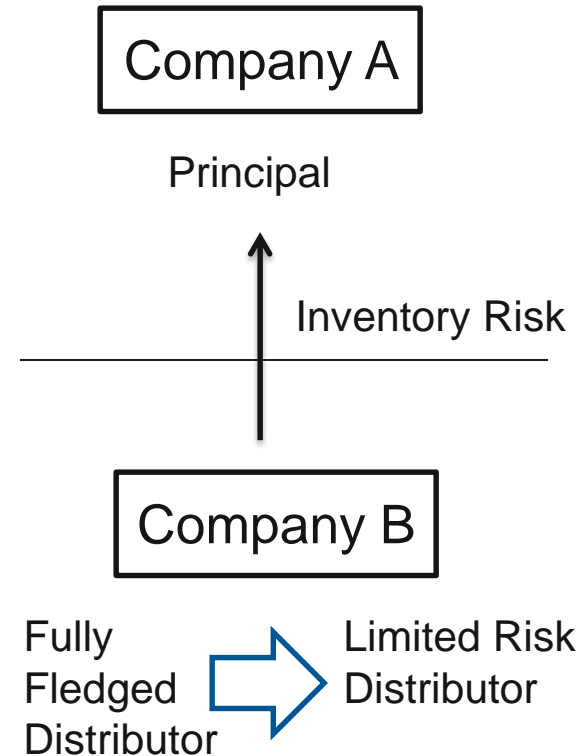 Company A
Principal
Inventory Risk
Company B
Fully
Fledged
Distributor
Limited Risk
Distributor